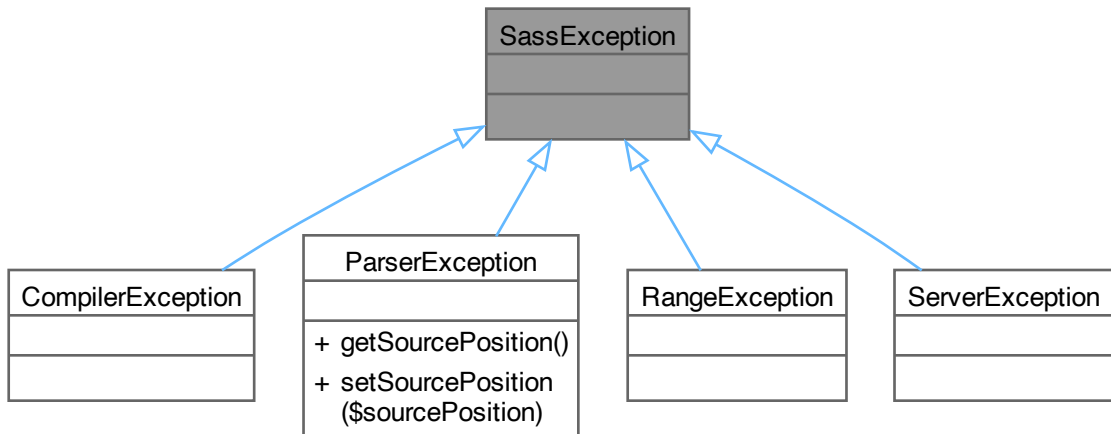 SassException
CompilerException
ParserException
+ getSourcePosition()
+ setSourcePosition
($sourcePosition)
RangeException
ServerException